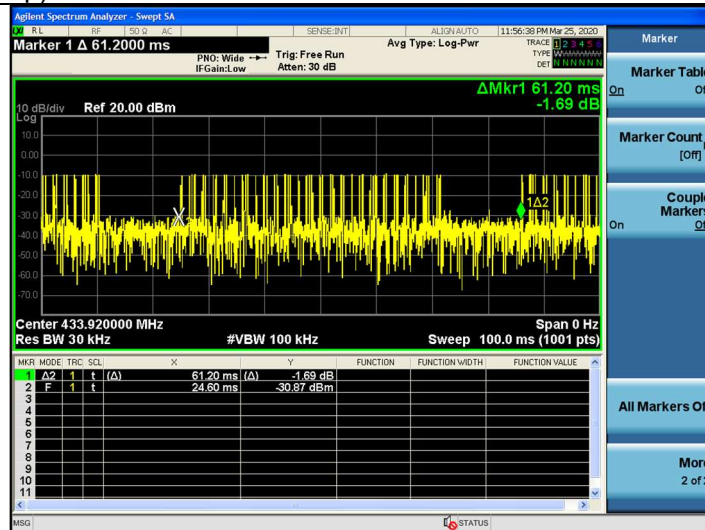 Agilent Spectrum Analyzer - Swept SA
LXI RL RF 50 Ω AC SENSE:INT ALIGN AUTO 11:56:38 PM Mar 25, 2020
Marker 1 Δ 61.2000 ms
PNO: Wide
IFGain:Low
Trig: Free Run
Atten: 30 dB
Avg Type: Log-Pwr
TRACE 1 2 3 4 5 6
TYPE WWWWWW
DET N N N N N N
ΔMkr1 61.20 ms
-1.69 dB
10 dB/div Ref 20.00 dBm
Log
10.0
0.00
-10.0
-20.0
-30.0
-40.0
-50.0
-60.0
-70.0
1Δ2
Center 433.920000 MHz Span 0 Hz
Res BW 30 kHz #VBW 100 kHz Sweep 100.0 ms (1001 pts)
MKR MODE TRC SCL X Y FUNCTION FUNCTION WIDTH FUNCTION VALUE
1 Δ2 1 t (Δ) 61.20 ms (Δ) -1.69 dB
2 F 1 t 24.60 ms -30.87 dBm
3
4
5
6
7
8
9
10
11
MSG STATUS
Marker
Marker Table
On Of
Marker Count
[Off]
Couple
Markers
On Of
All Markers Of
More
2 of 2